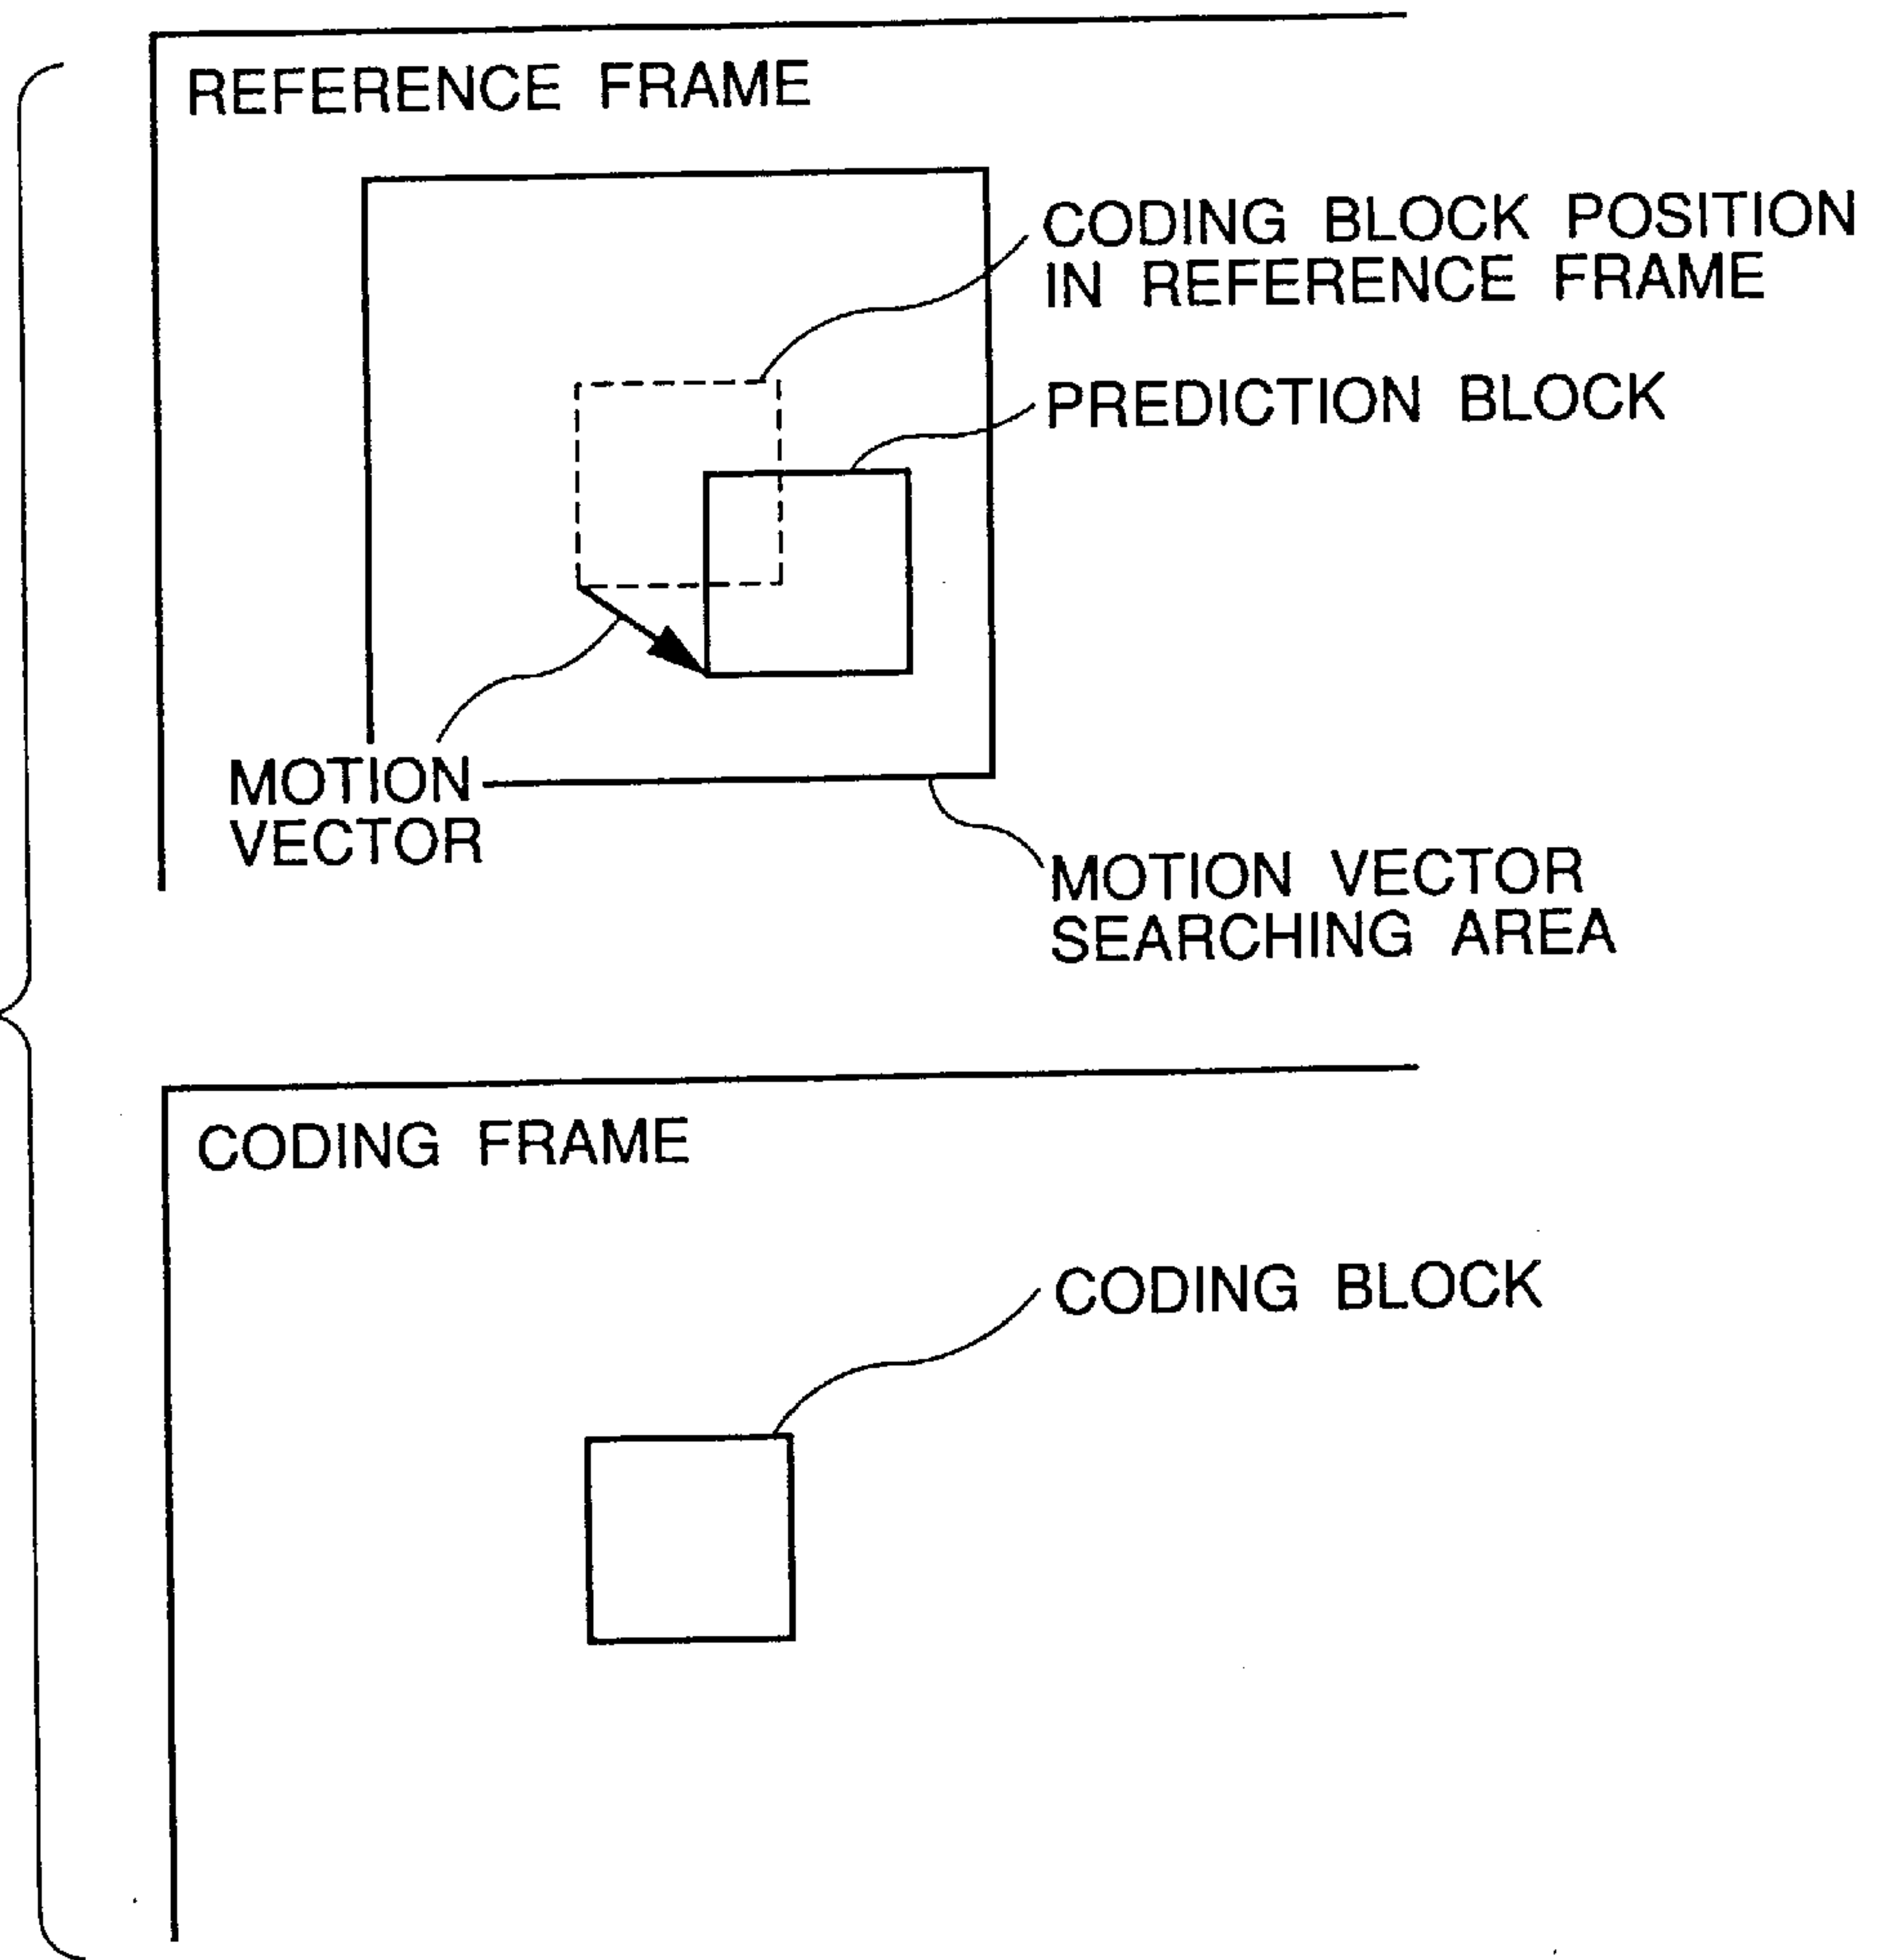 REFERENCE FRAME
CODING BLOCK POSITION
IN REFERENCE FRAME
PREDICTION BLOCK
MOTION
VECTOR
MOTION VECTOR
SEARCHING AREA
CODING FRAME
CODING BLOCK